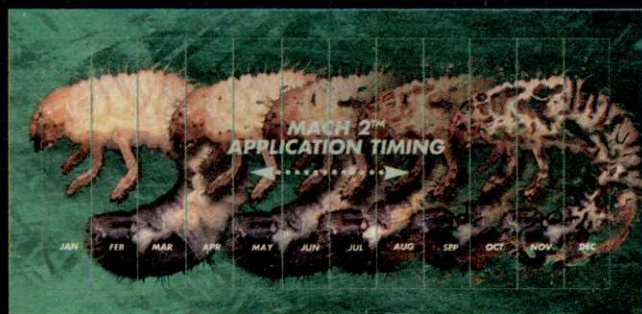 MACH 2™
APPLICATION TIMING
JAN FEB MAR APR MAY JUN JUL AUG SEP OCT NOV DEC